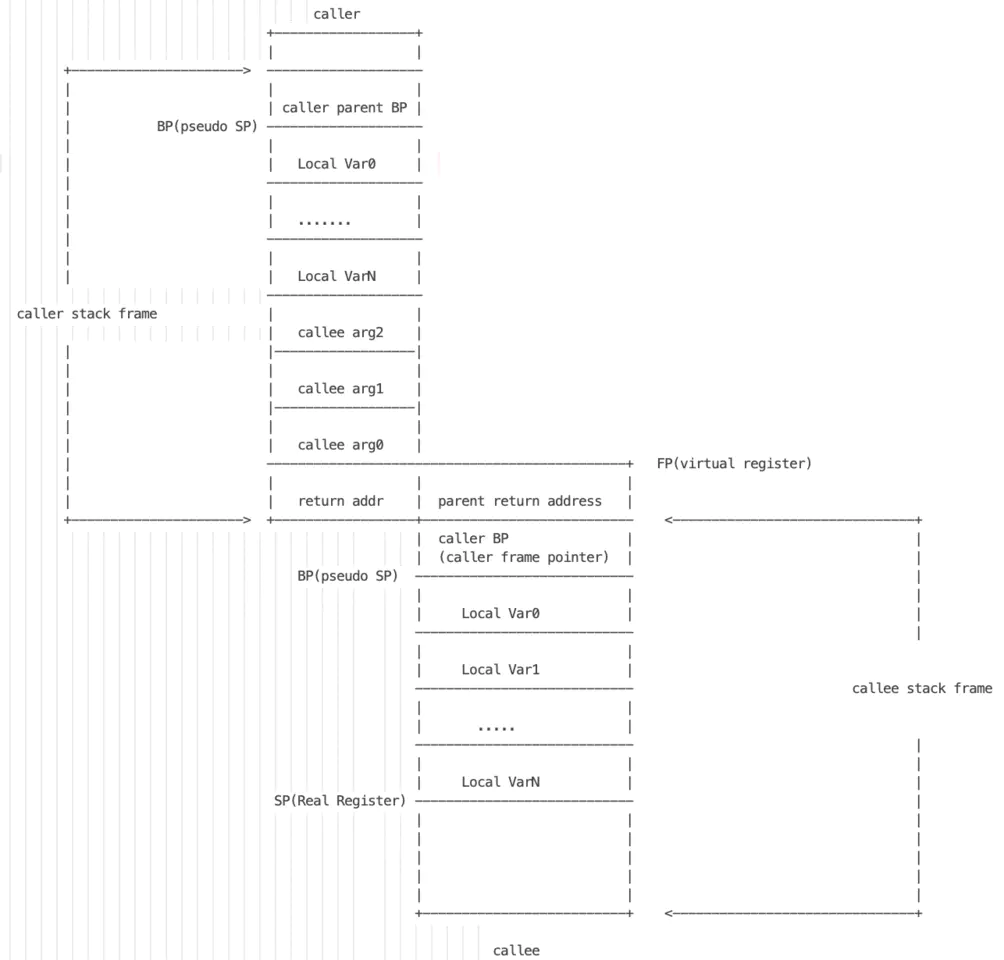 caller
caller parent BP
BP(pseudo SP)
Local Var0
.......
Local VarN
caller stack frame
callee arg2
callee arg1
callee arg0
FP(virtual register)
return addr parent return address
caller BP
(caller frame pointer)
BP(pseudo SP)
Local Var0
Local Var1
callee stack frame
.....
Local VarN
SP(Real Register)
callee